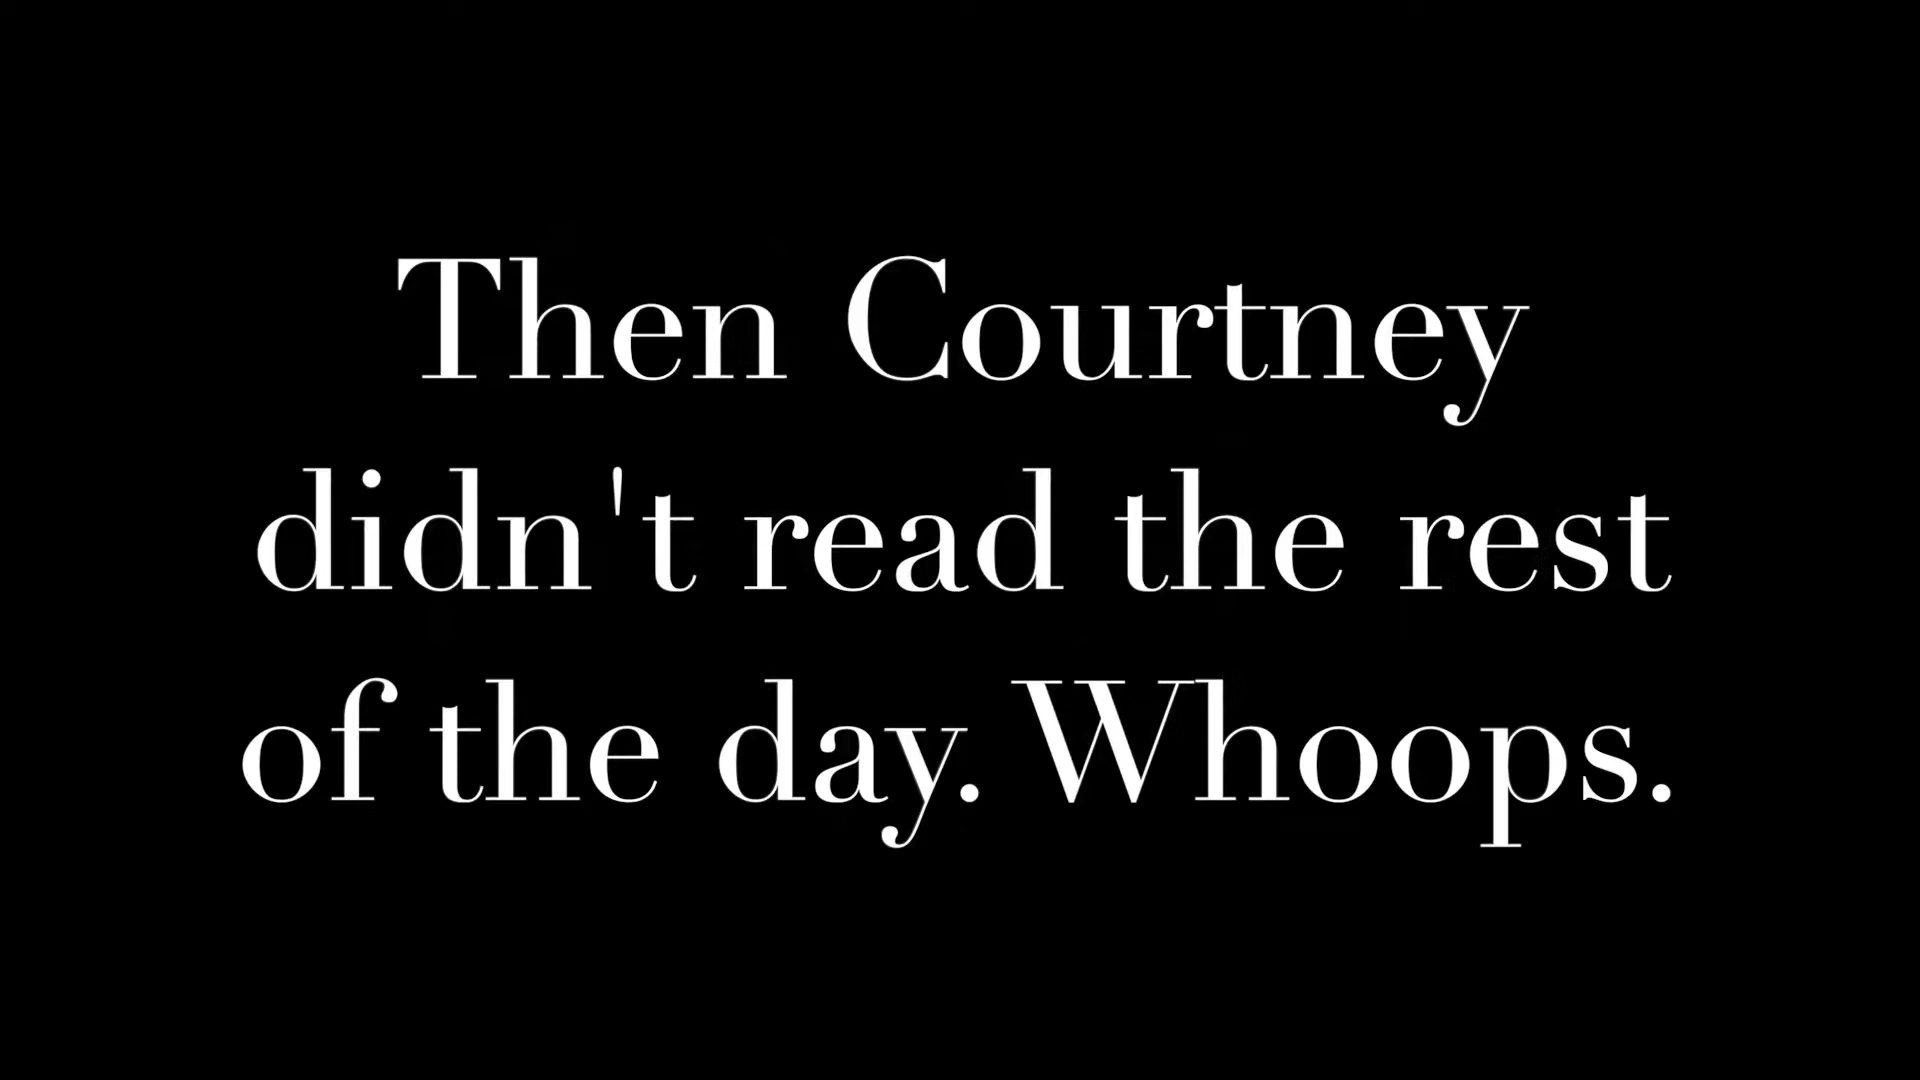 Then Courtney
didn't read the rest
of the day. Whoops.